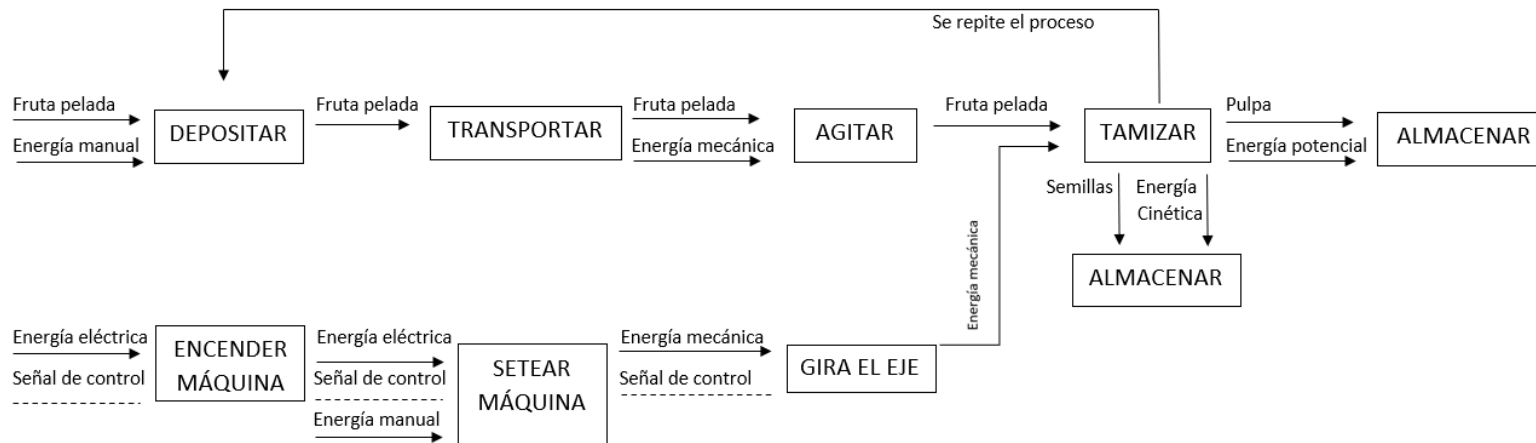 Se repite el proceso
Fruta pelada
Energía manual
DEPOSITAR
Fruta pelada
TRANSPORTAR
Fruta pelada
Energía mecánica
AGITAR
Fruta pelada
TAMIZAR
Pulpa
Energía potencial
ALMACENAR
Semillas
Energía
Cinética
ALMACENAR
Energía mecánica
Energía eléctrica
Señal de control
ENCENDER
MÁQUINA
Energía eléctrica
Señal de control
Energía manual
SETEAR
MÁQUINA
Energía mecánica
Señal de control
GIRA EL EJE